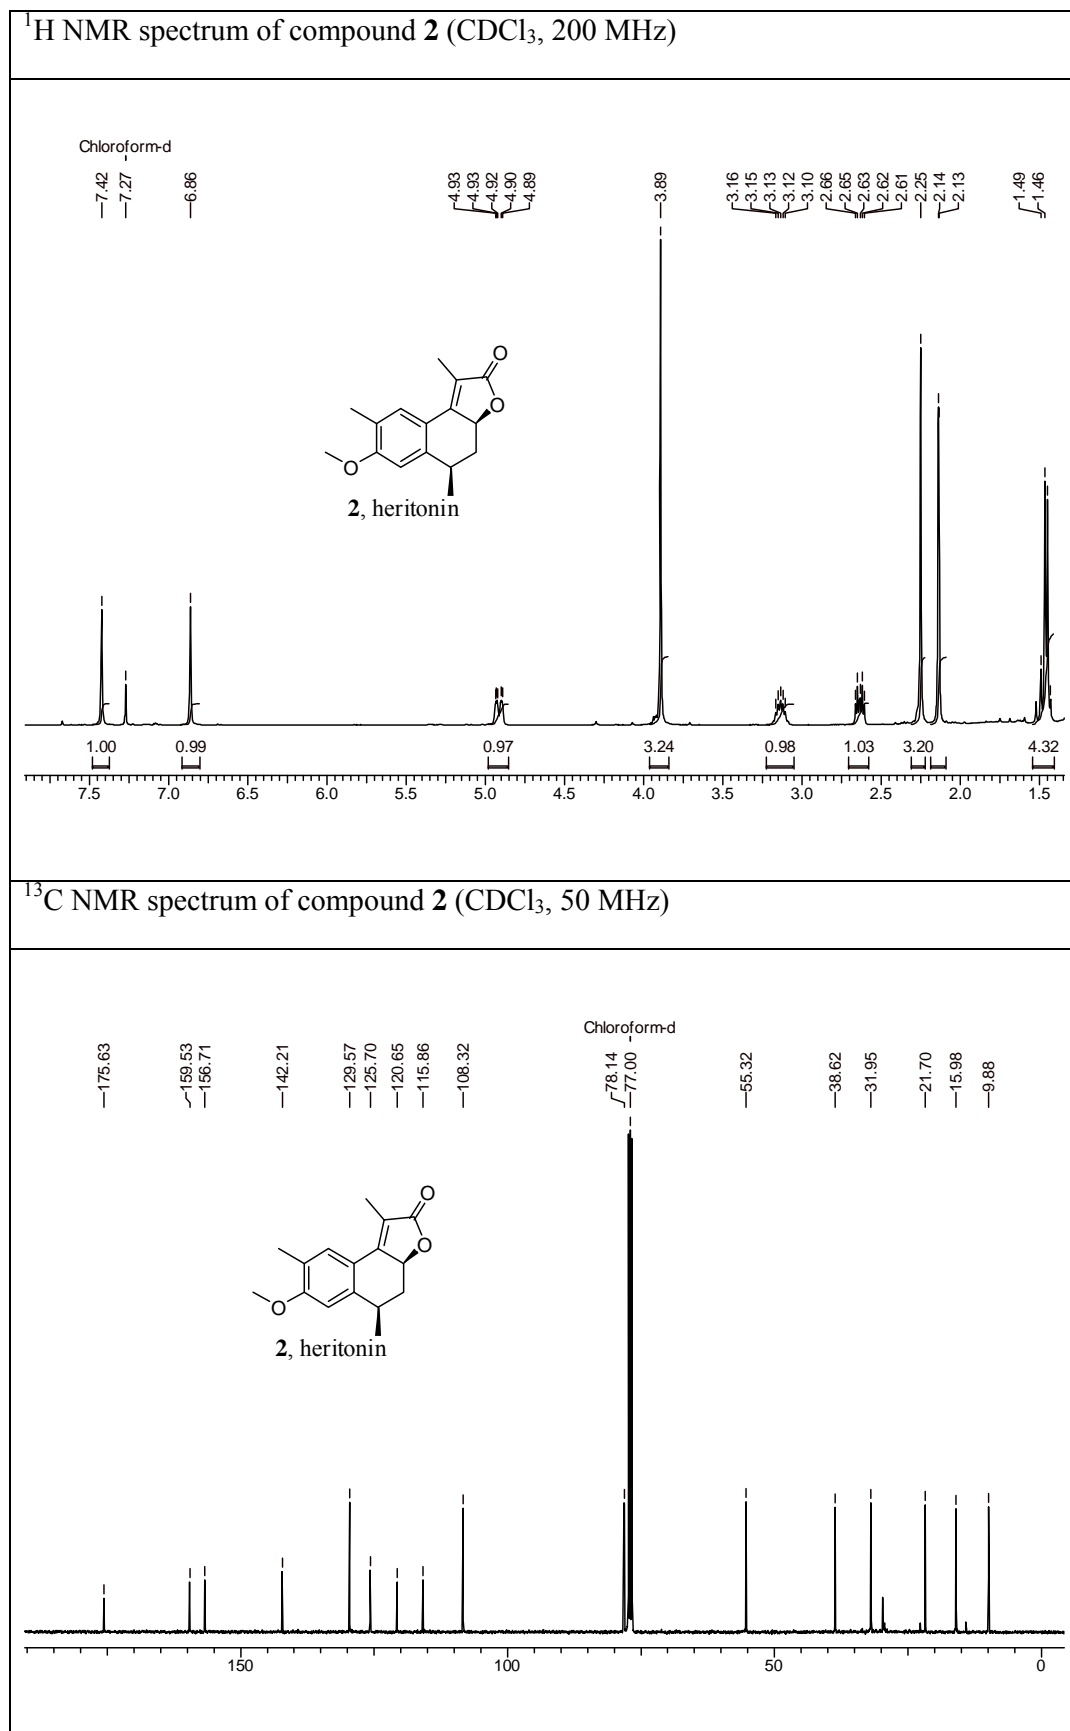 ¹H NMR spectrum of compound 2 (CDCl₃, 200 MHz)
Chloroform-d
7.42 7.27 6.86 4.93 4.93 4.92 4.90 4.89 3.89 3.16 3.15 3.13 3.12 3.10 2.66 2.65 2.63 2.62 2.61 2.25 2.14 2.13 1.49 1.46
O
O
O
2, heritonin
1.00 0.99 0.97 3.24 0.98 1.03 3.20 4.32
7.5 7.0 6.5 6.0 5.5 5.0 4.5 4.0 3.5 3.0 2.5 2.0 1.5
¹³C NMR spectrum of compound 2 (CDCl₃, 50 MHz)
Chloroform-d
175.63 159.53 156.71 142.21 129.57 125.70 120.65 115.86 108.32 78.14 77.00 55.32 38.62 31.95 21.70 15.98 9.88
O
O
O
2, heritonin
150 100 50 0